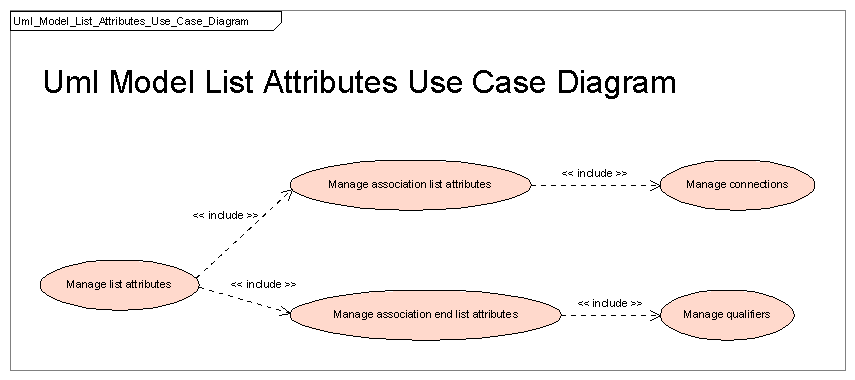 Uml_Model_List_Attributes_Use_Case_Diagram
Uml Model List Attributes Use Case Diagram
<< include >>
Manage association list attributes
Manage connections
<< include >>
Manage list attributes
<< include >>
Manage association end list attributes
<< include >>
Manage qualifiers